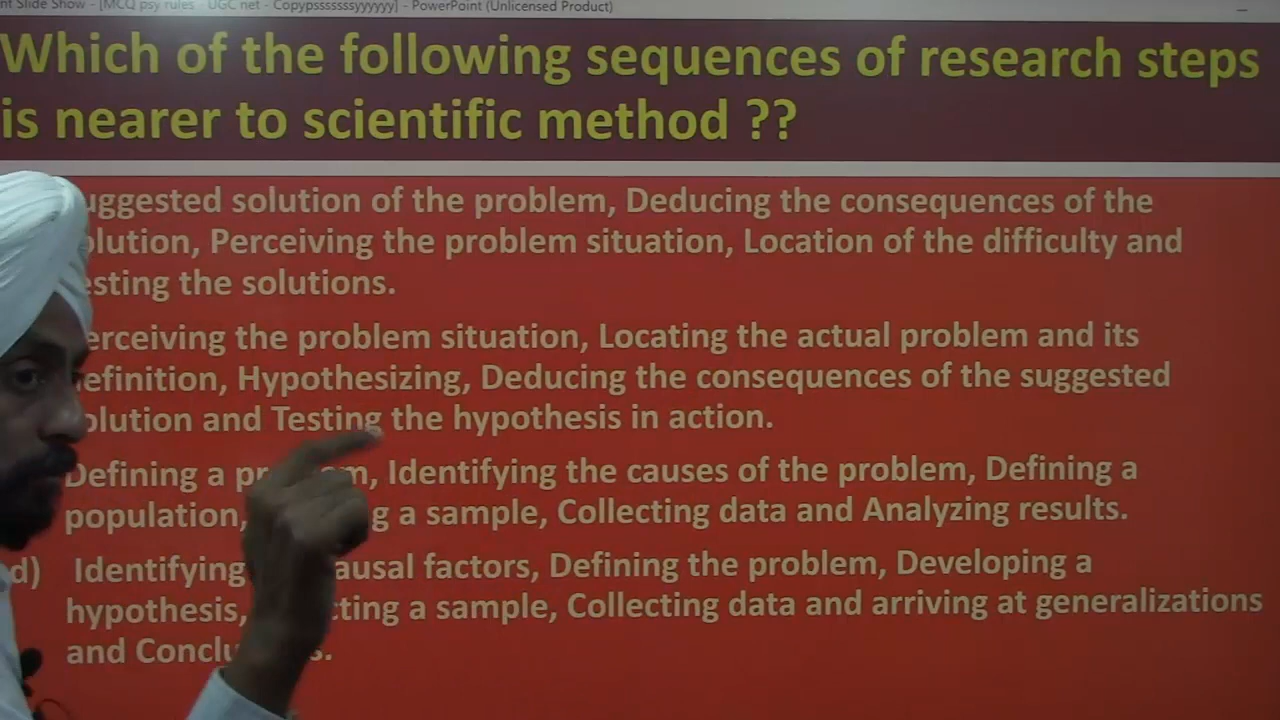 nt Slide Show - [MCQ psy rules - UGC net - Copypsssssssyyyyyy] - PowerPoint (Unlicensed Product)
Which of the following sequences of research steps
is nearer to scientific method ??
uggested solution of the problem, Deducing the consequences of the
olution, Perceiving the problem situation, Location of the difficulty and
esting the solutions.
erceiving the problem situation, Locating the actual problem and its
efinition, Hypothesizing, Deducing the consequences of the suggested
olution and Testing the hypothesis in action.
Defining a pr m, Identifying the causes of the problem, Defining a
population, g a sample, Collecting data and Analyzing results.
d) Identifying ausal factors, Defining the problem, Developing a
hypothesis, cting a sample, Collecting data and arriving at generalizations
and Conclu s.